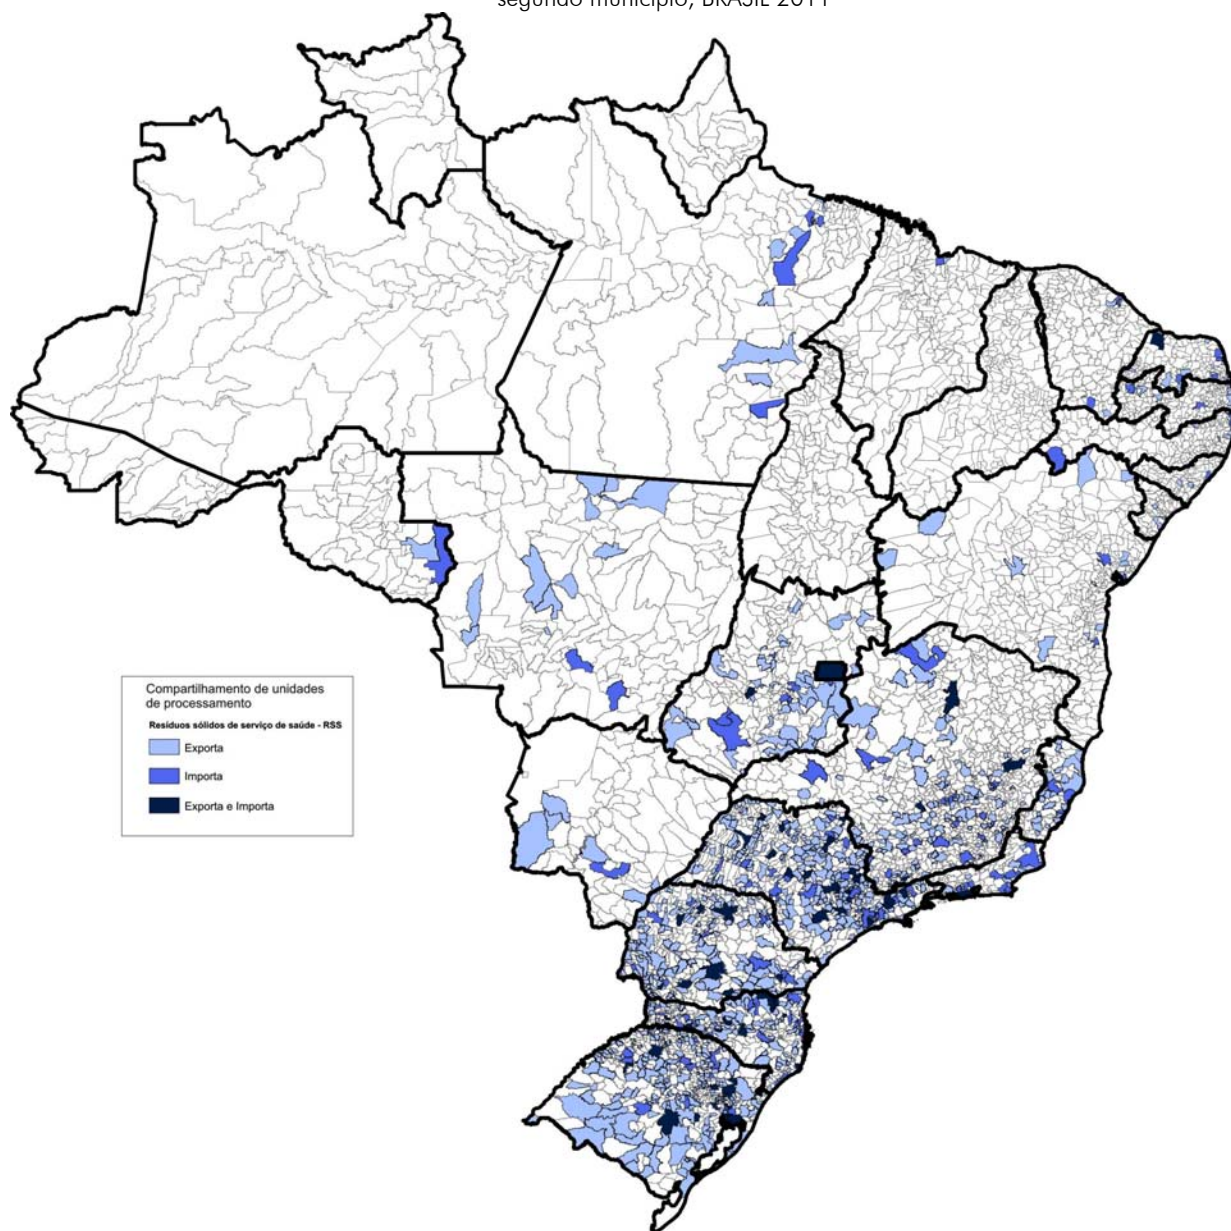 segundo município, BRASIL 2011
Compartilhamento de unidades
de processamento
Resíduos sólidos de serviço de saúde - RSS
Exporta
Importa
Exporta e Importa